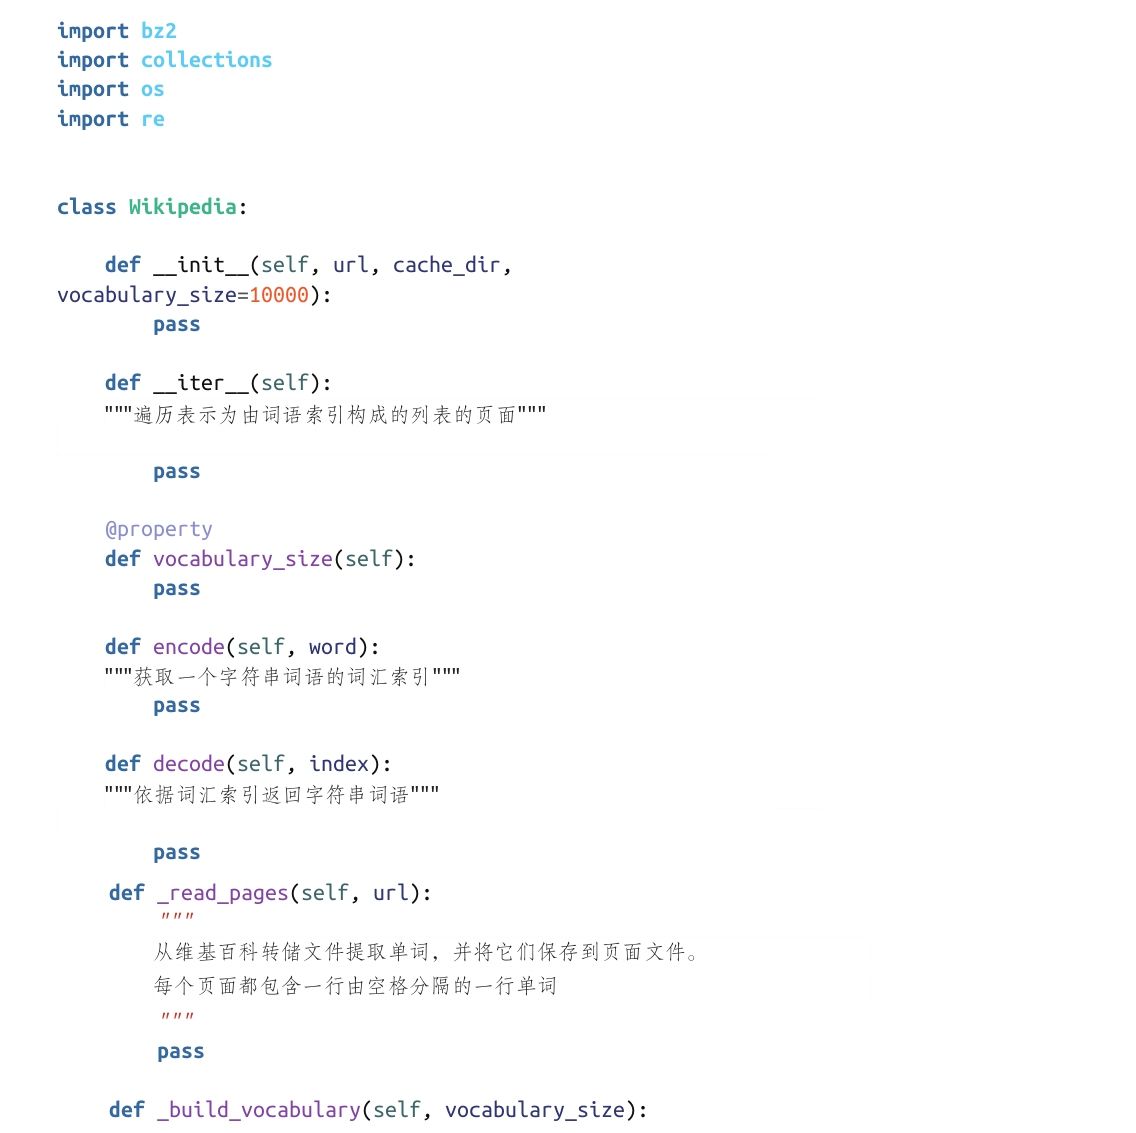 import bz2
import collections
import os
import re
class Wikipedia:
def __init__(self, url, cache_dir,
vocabulary_size=10000):
pass
def __iter__(self):
"""遍历表示为由词语索引构成的列表的页面"""
pass
@property
def vocabulary_size(self):
pass
def encode(self, word):
"""获取一个字符串词语的词汇索引"""
pass
def decode(self, index):
"""依据词汇索引返回字符串词语"""
pass
def _read_pages(self, url):
"""
从维基百科转储文件提取单词，并将它们保存到页面文件。
每个页面都包含一行由空格分隔的一行单词
"""
pass
def _build_vocabulary(self, vocabulary_size):